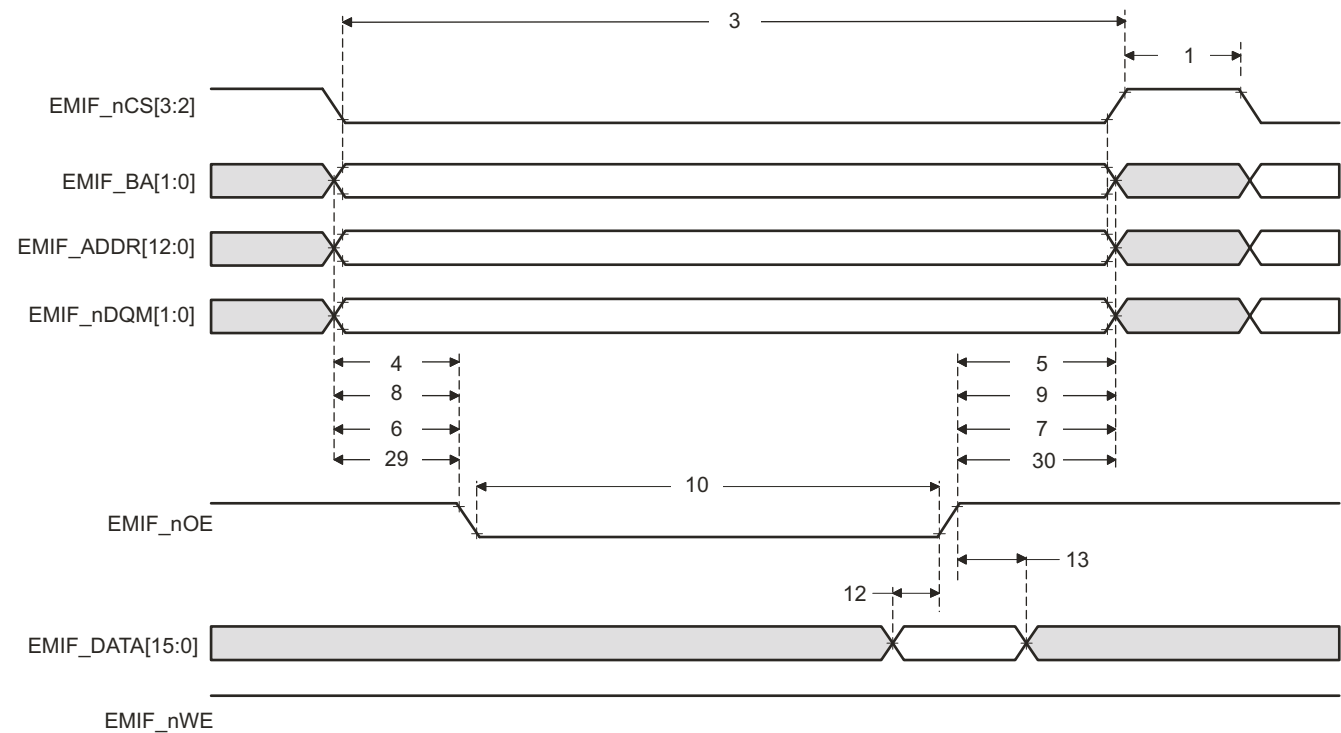 3
1
EMIF_nCS[3:2]
EMIF_BA[1:0]
EMIF_ADDR[12:0]
EMIF_nDQM[1:0]
4 5
8 9
6 7
29 30
10
EMIF_nOE
13
12
EMIF_DATA[15:0]
EMIF_nWE